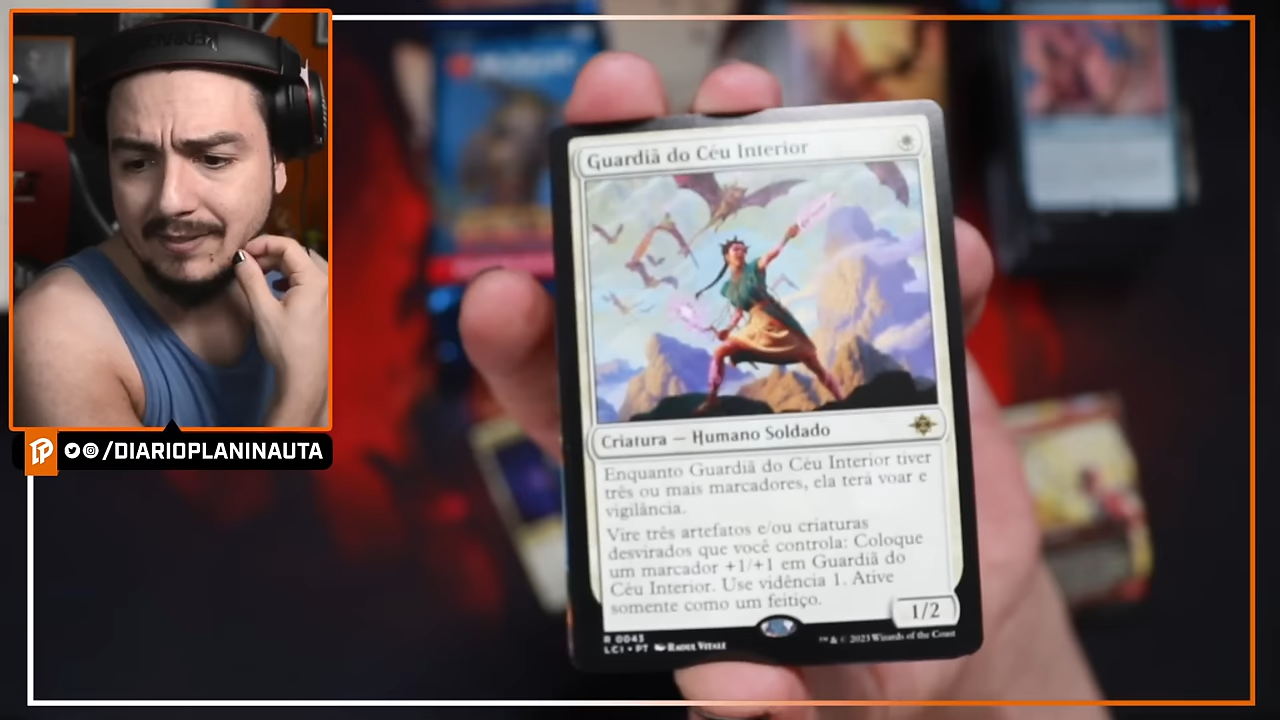 /DIARIOPLANINAUTA
Guardiã do Céu Interior
Criatura — Humano Soldado
Enquanto Guardiã do Céu Interior tiver
três ou mais marcadores, ela terá voar e
vigilância.
Vire três artefatos e/ou criaturas
desvirados que você controla: Coloque
um marcador +1/+1 em Guardiã do
Céu Interior. Use vidência 1. Ative
somente como um feitiço.
1/2
R 0043
LCI • PT Raoul Vitale
™ & © 2023 Wizards of the Coast